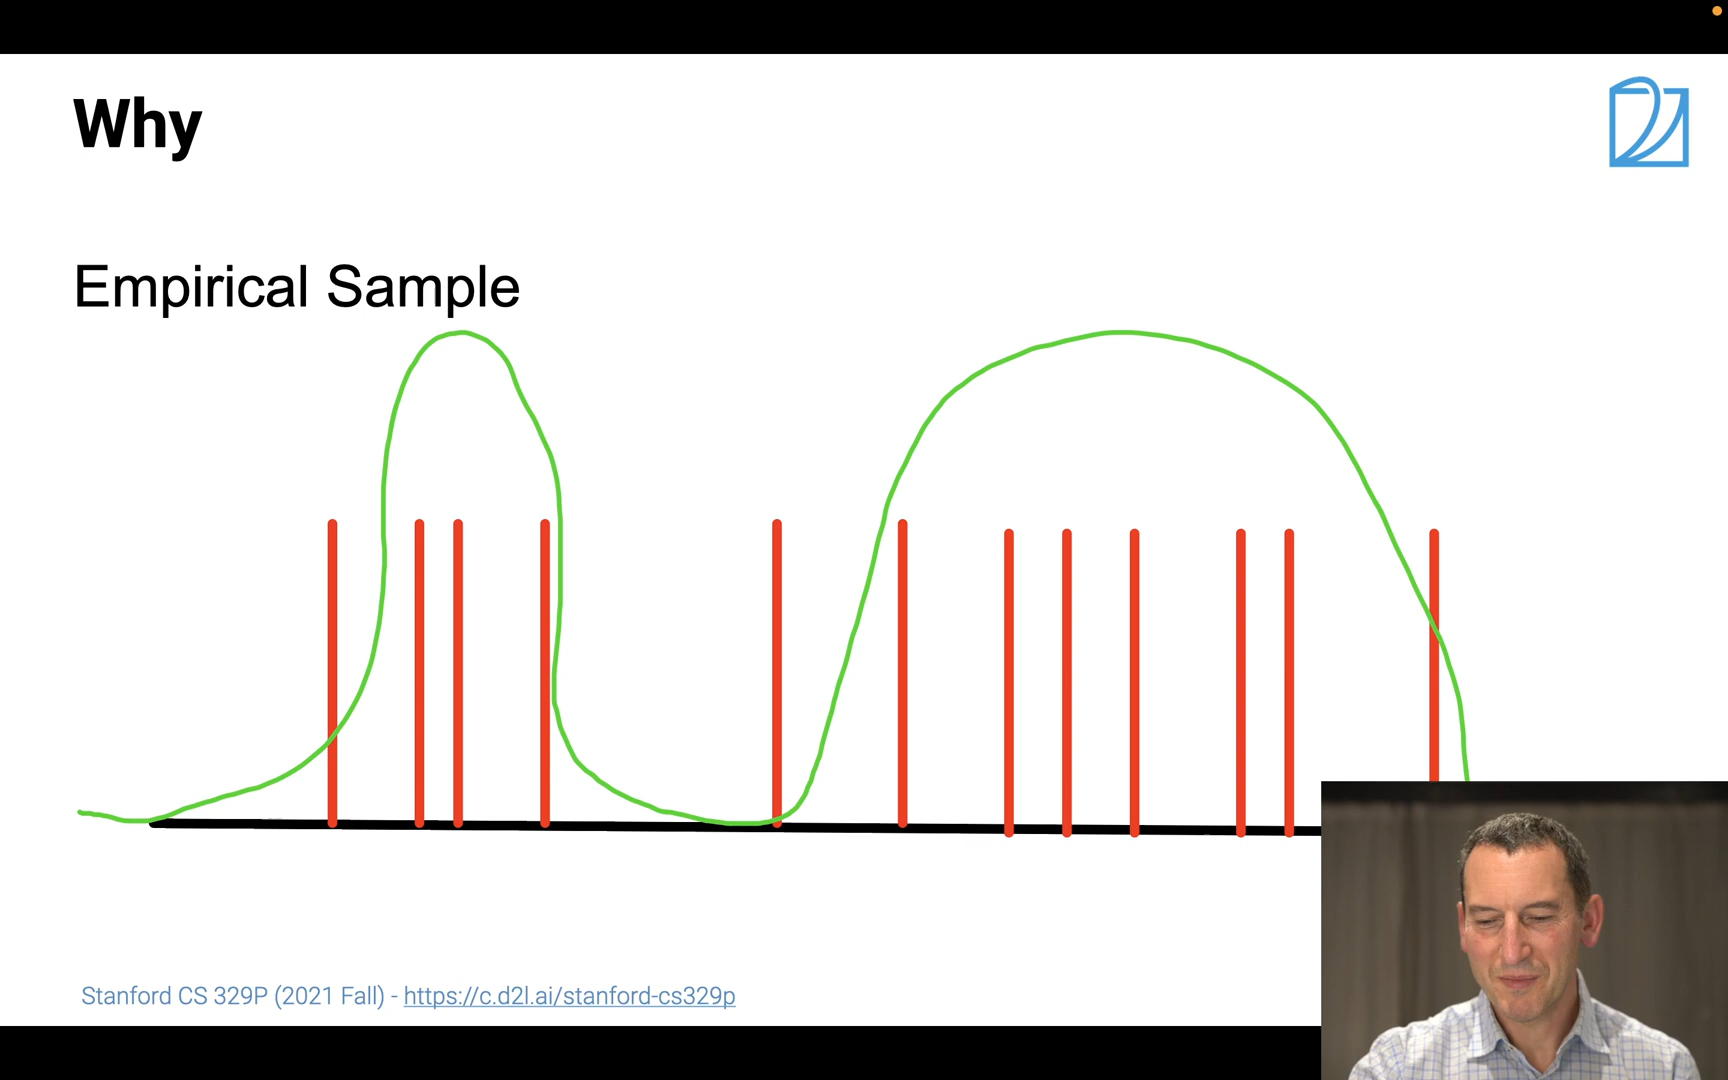 Why
Empirical Sample
Stanford CS 329P (2021 Fall) - https://c.d2l.ai/stanford-cs329p